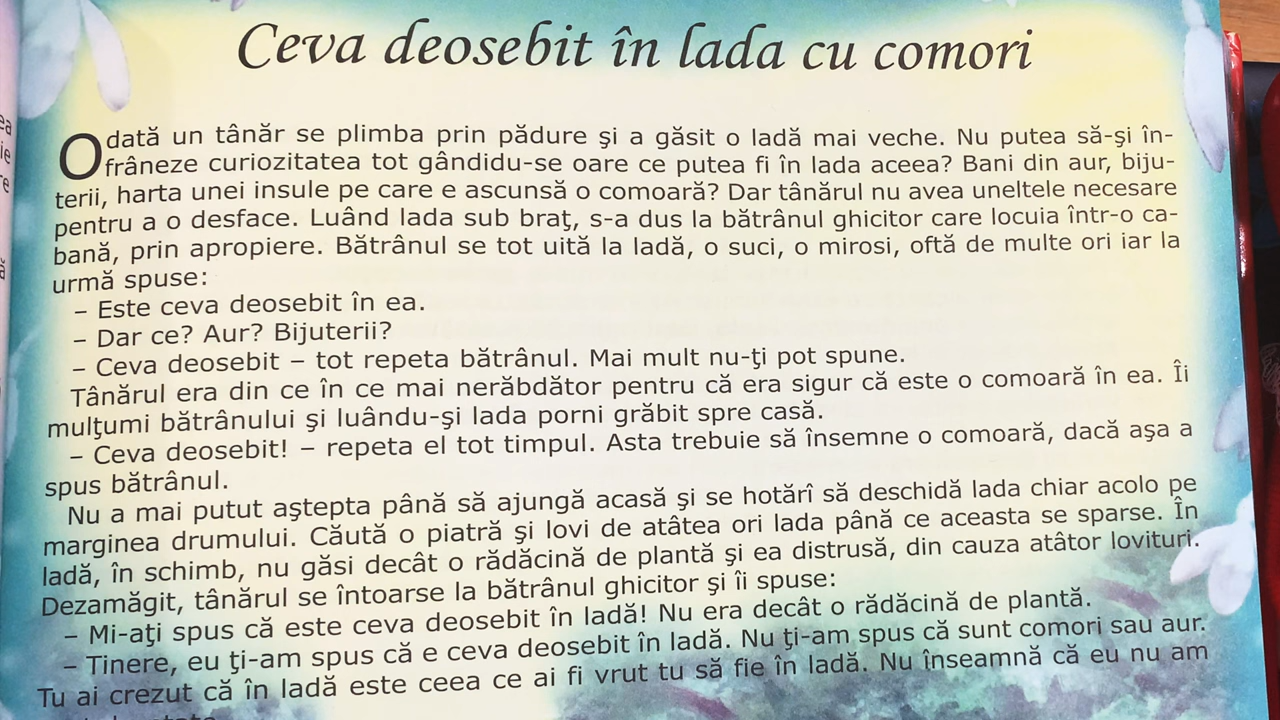 Ceva deosebit în lada cu comori
Odată un tânăr se plimba prin pădure şi a găsit o ladă mai veche. Nu putea să-şi în-
frâneze curiozitatea tot gândidu-se oare ce putea fi în lada aceea? Bani din aur, biju-
terii, harta unei insule pe care e ascunsă o comoară? Dar tânărul nu avea uneltele necesare
pentru a o desface. Luând lada sub braţ, s-a dus la bătrânul ghicitor care locuia într-o ca-
bană, prin apropiere. Bătrânul se tot uită la ladă, o suci, o mirosi, oftă de multe ori iar la
urmă spuse:
– Este ceva deosebit în ea.
– Dar ce? Aur? Bijuterii?
– Ceva deosebit – tot repeta bătrânul. Mai mult nu-ţi pot spune.
Tânărul era din ce în ce mai nerăbdător pentru că era sigur că este o comoară în ea. Îi
mulţumi bătrânului şi luându-şi lada porni grăbit spre casă.
– Ceva deosebit! – repeta el tot timpul. Asta trebuie să însemne o comoară, dacă aşa a
spus bătrânul.
Nu a mai putut aştepta până să ajungă acasă şi se hotărî să deschidă lada chiar acolo pe
marginea drumului. Căută o piatră şi lovi de atâtea ori lada până ce aceasta se sparse. În
ladă, în schimb, nu găsi decât o rădăcină de plantă şi ea distrusă, din cauza atâtor lovituri.
Dezamăgit, tânărul se întoarse la bătrânul ghicitor şi îi spuse:
– Mi-aţi spus că este ceva deosebit în ladă! Nu era decât o rădăcină de plantă.
– Tinere, eu ţi-am spus că e ceva deosebit în ladă. Nu ţi-am spus că sunt comori sau aur.
Tu ai crezut că în ladă este ceea ce ai fi vrut tu să fie în ladă. Nu înseamnă că eu nu am